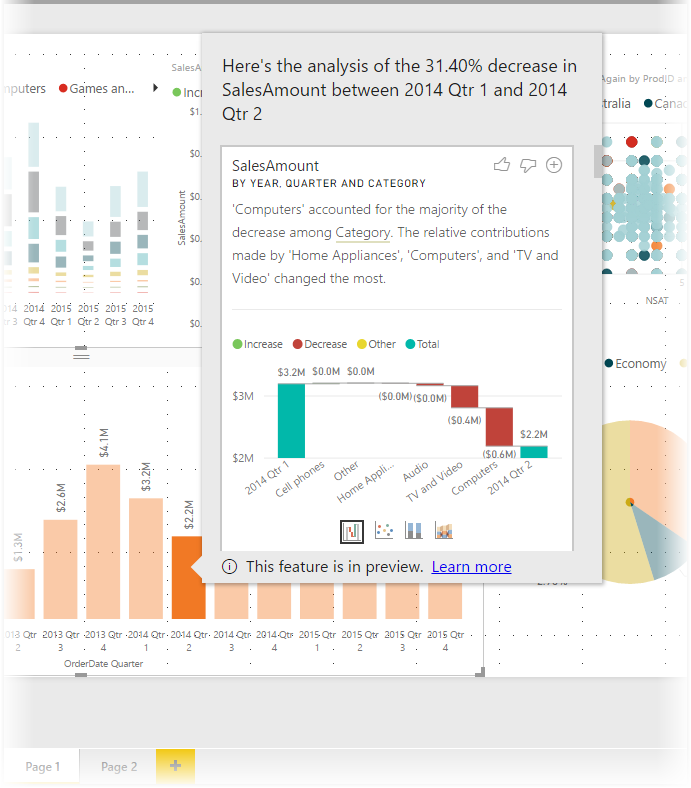 SalesA
Here's the analysis of the 31.40% decrease in
SalesAmount between 2014 Qtr 1 and 2014
Qtr 2
Again by ProdJD
nputers Games an...
Incr
$1.
$0.
$0.
$0.
$0.
$0.
SalesAmount
tralia Canad
SalesAmount
BY YEAR, QUARTER AND CATEGORY
'Computers' accounted for the majority of the
decrease among Category. The relative contributions
made by 'Home Appliances', 'Computers', and 'TV and
Video' changed the most.
2014 2014 2015 2015 2015 2015
tr 3 Qtr 4 Qtr 1 Qtr 2 Qtr 3 Qtr 4
5
NSAT
Increase Decrease Other Total
Economy
$3M
$2M
$3.2M $0.0M $0.0M
($0.0M) ($0.0M)
($0.4M)
($0.6M)
$2.2M
2014 Qtr 1
Cell phones
Other
Home Appli...
Audio
TV and Video
Computers
2014 Qtr 2
$1.3M
$2.6M
$4.1M
$3.2M
$2.2M
This feature is in preview. Learn more
013 Qtr 2013 Qtr 2013 Qtr 2014 Qtr 2014 Qtr 2014 Qtr 2014 Qtr 2015 Qtr 2015 Qtr 2015 Qtr 2015 Qtr
2 3 4 1 2 3 4 1 2 3 4
OrderDate Quarter
Page 1 Page 2 +